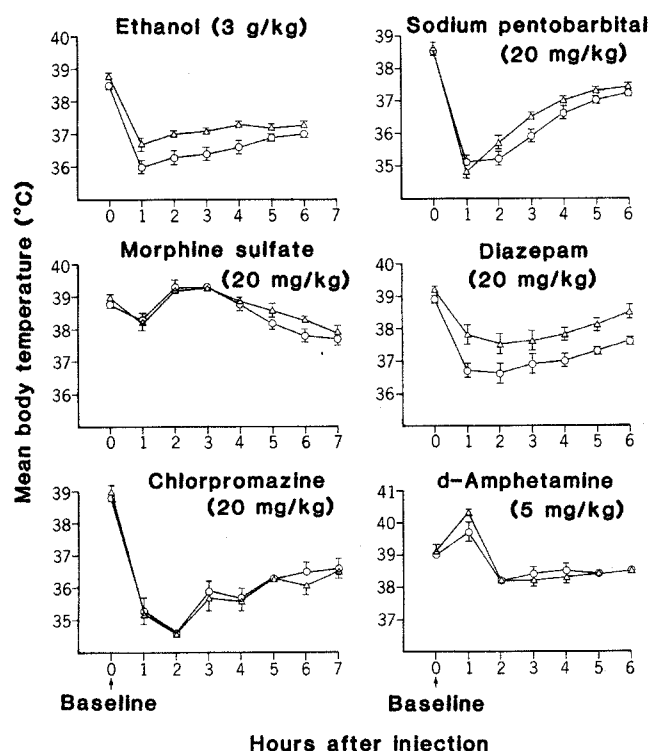 Ethanol (3 g/kg)
40
39
38
37
36
0 1 2 3 4 5 6 7
Sodium pentobarbital
(20 mg/kg)
39
38
37
36
35
0 1 2 3 4 5 6
Morphine sulfate
(20 mg/kg)
40
39
38
37
36
0 1 2 3 4 5 6 7
Diazepam
(20 mg/kg)
40
39
38
37
36
0 1 2 3 4 5 6
Chlorpromazine
(20 mg/kg)
39
37
36
35
0 1 2 3 4 5 6 7
Baseline
d-Amphetamine
(5 mg/kg)
41
40
39
38
37
36
0 1 2 3 4 5 6
Baseline
Mean body temperature (°C)
Hours after injection